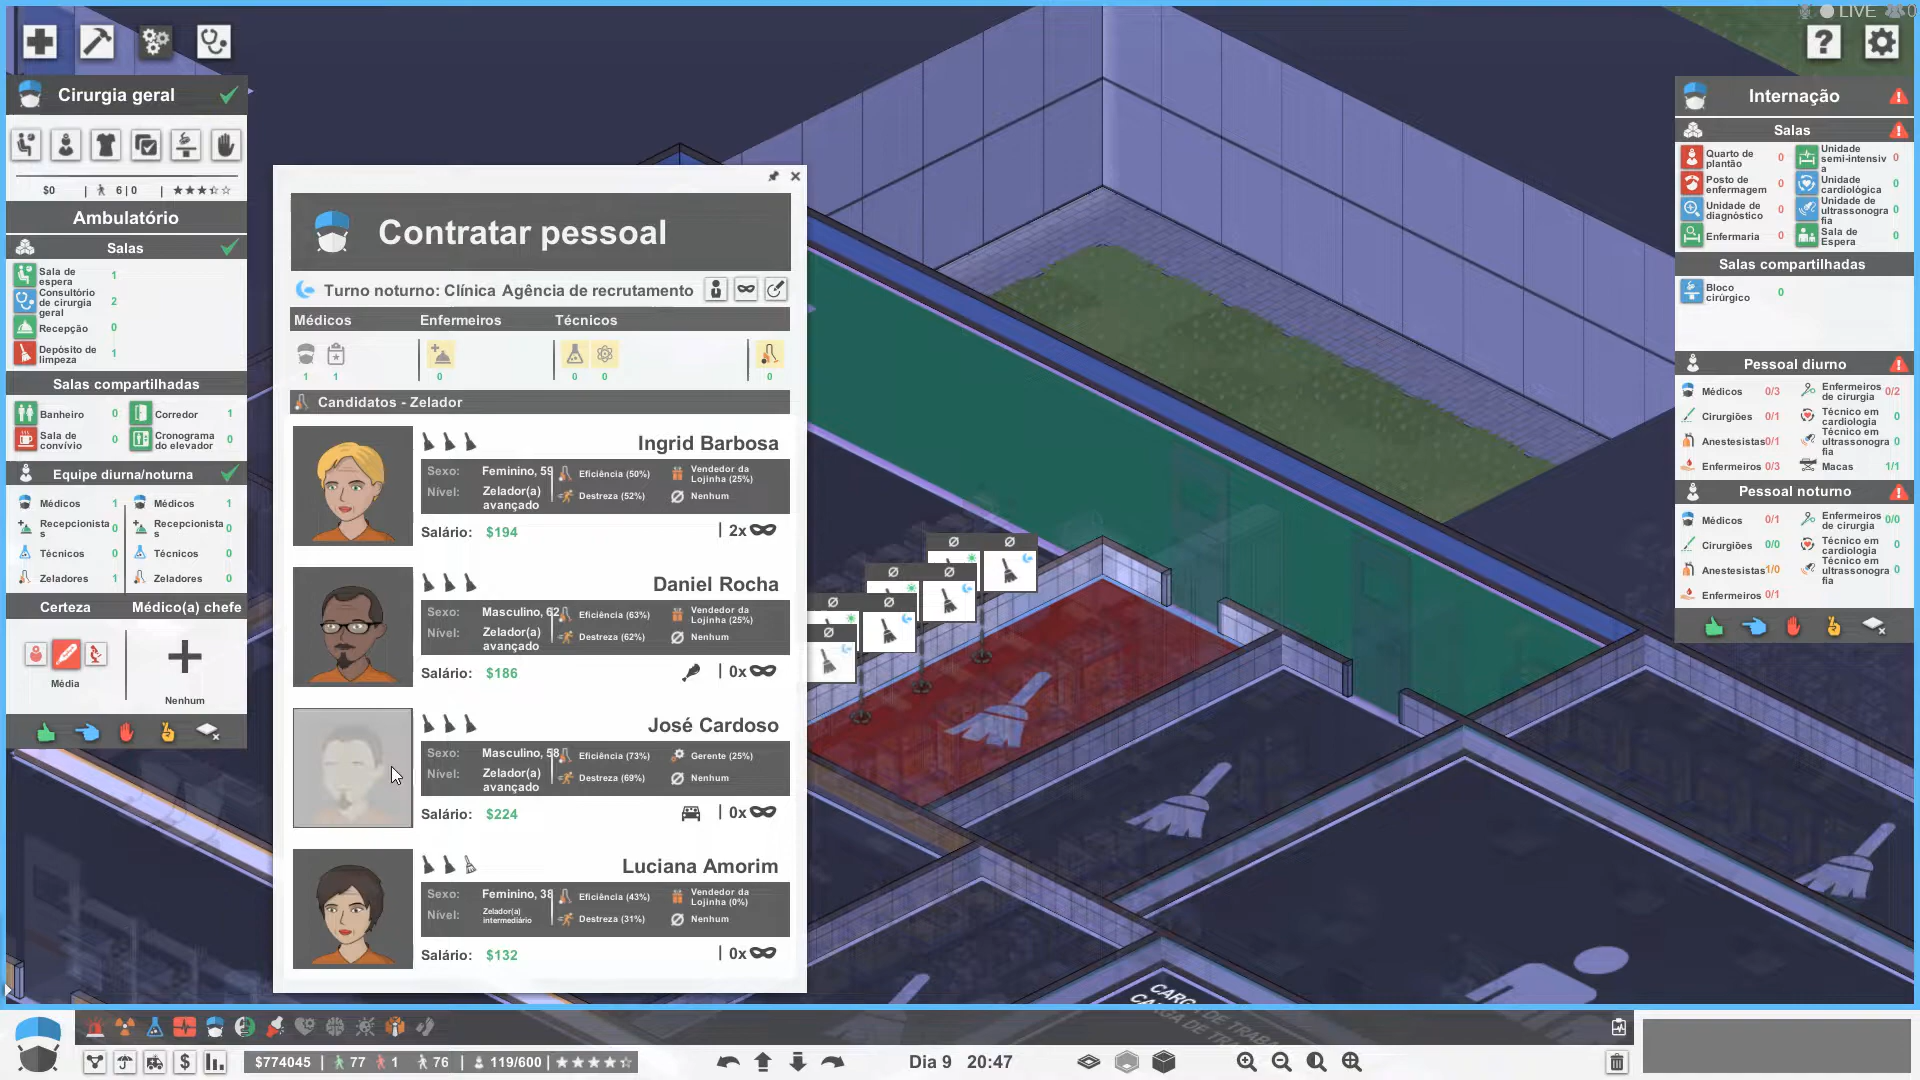 LIVE 0
Cirurgia geral
$0 | 6|0 |
Ambulatório
Salas
Sala de espera 1
Consultório de cirurgia geral 2
Recepção 0
Depósito de limpeza 1
Salas compartilhadas
Banheiro 0 Corredor 1
Sala de convívio 0 Cronograma do elevador 0
Equipe diurna/noturna
Médicos 1 Médicos 1
Recepcionistas 0 Recepcionistas 0
Técnicos 0 Técnicos 0
Zeladores 1 Zeladores 0
Certeza Médico(a) chefe
Média
Nenhum
Contratar pessoal
Turno noturno: Clínica Agência de recrutamento
Médicos Enfermeiros Técnicos
1 1 0 0 0 0
Candidatos - Zelador
Ingrid Barbosa
Sexo: Feminino, 59 Eficiência (50%) Vendedor da Lojinha (25%)
Nível: Zelador(a) avançado Destreza (52%) Nenhum
Salário: $194 | 2x
Daniel Rocha
Sexo: Masculino, 62 Eficiência (63%) Vendedor da Lojinha (25%)
Nível: Zelador(a) avançado Destreza (62%) Nenhum
Salário: $186 | 0x
José Cardoso
Sexo: Masculino, 58 Eficiência (73%) Gerente (25%)
Nível: Zelador(a) avançado Destreza (69%) Nenhum
Salário: $224 | 0x
Luciana Amorim
Sexo: Feminino, 38 Eficiência (43%) Vendedor da Lojinha (0%)
Nível: Zelador(a) intermediário Destreza (31%) Nenhum
Salário: $132 | 0x
Internação
Salas
Quarto de plantão 0 Unidade semi-intensiva 0
Posto de enfermagem 0 Unidade cardiológica 0
Unidade de diagnóstico 0 Unidade de ultrassonografia 0
Enfermaria 0 Sala de Espera 0
Salas compartilhadas
Bloco cirúrgico 0
Pessoal diurno
Médicos 0/3 Enfermeiros de cirurgia 0/2
Cirurgiões 0/1 Técnico em cardiologia 0
Anestesistas 0/1 Técnico em ultrassonografia 0
Enfermeiros 0/3 Macas 1/1
Pessoal noturno
Médicos 0/1 Enfermeiros de cirurgia 0/0
Cirurgiões 0/0 Técnico em cardiologia 0
Anestesistas 1/0 Técnico em ultrassonografia 0
Enfermeiros 0/1
CARGA DE TRABA
$774045 | 77 1 | 76 | 119/600 |
Dia 9 20:47